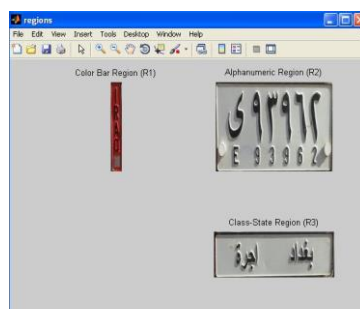 regions
File Edit View Insert Tools Desktop Window Help
Color Bar Region (R1)
Alphanumeric Region (R2)
IRAQ
ى ٩٣٩٦٢
E 93962
Class-State Region (R3)
بغداد اجرة